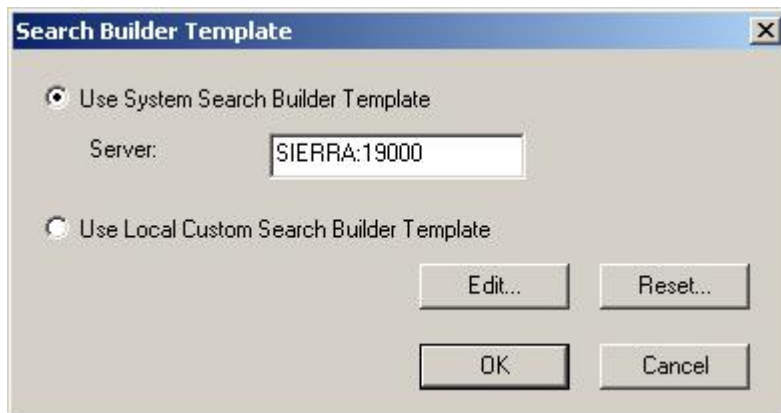 Search Builder Template
Use System Search Builder Template
Server: SIERRA:19000
Use Local Custom Search Builder Template
Edit... Reset...
OK Cancel